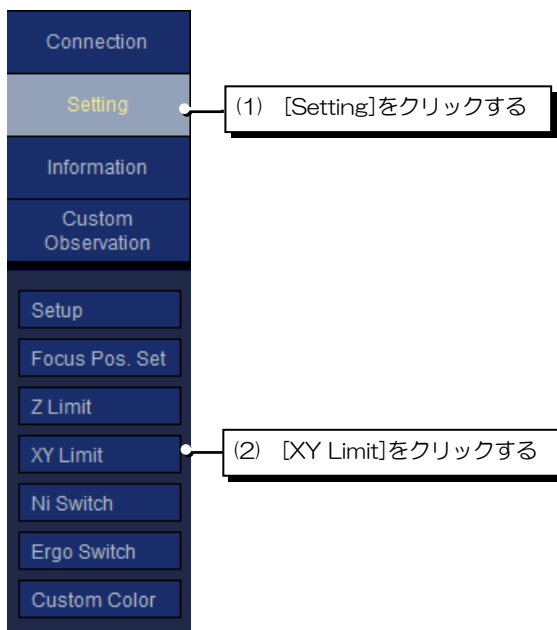 Connection
Setting
(1) [Setting]をクリックする
Information
Custom
Observation
Setup
Focus Pos. Set
Z Limit
XY Limit
(2) [XY Limit]をクリックする
Ni Switch
Ergo Switch
Custom Color